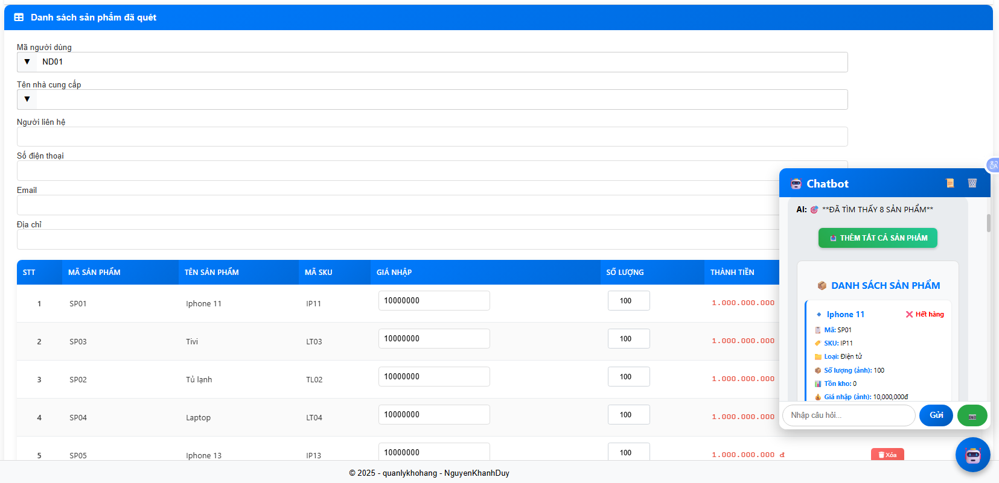 Danh sách sản phẩm đã quét
Mã người dùng
▼ ND01
Tên nhà cung cấp
▼
Người liên hệ
Số điện thoại
Email
Địa chỉ
STT MÃ SẢN PHẨM TÊN SẢN PHẨM MÃ SKU GIÁ NHẬP SỐ LƯỢNG THÀNH TIỀN
1 SP01 Iphone 11 IP11 10000000 100 1.000.000.000
2 SP03 Tivi LT03 10000000 100 1.000.000.000
3 SP02 Tủ lạnh TL02 10000000 100 1.000.000.000
4 SP04 Laptop LT04 10000000 100 1.000.000.000
5 SP05 Iphone 13 IP13 10000000 100 1.000.000.000 đ Xóa
Chatbot
AI: 🎯 **ĐÃ TÌM THẤY 8 SẢN PHẨM**
THÊM TẤT CẢ SẢN PHẨM
DANH SÁCH SẢN PHẨM
Iphone 11 ❌ Hết hàng
Mã: SP01
SKU: IP11
Loại: Điện tử
Số lượng (ảnh): 100
Tồn kho: 0
Giá nhập (ảnh): 10,000,000đ
Nhập câu hỏi... Gửi
© 2025 - quanlykhohang - NguyenKhanhDuy